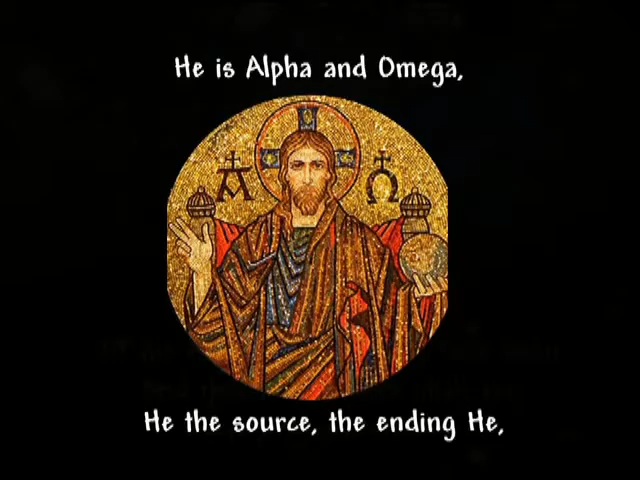 He is Alpha and Omega,
Α Ω
He the source, the ending He,